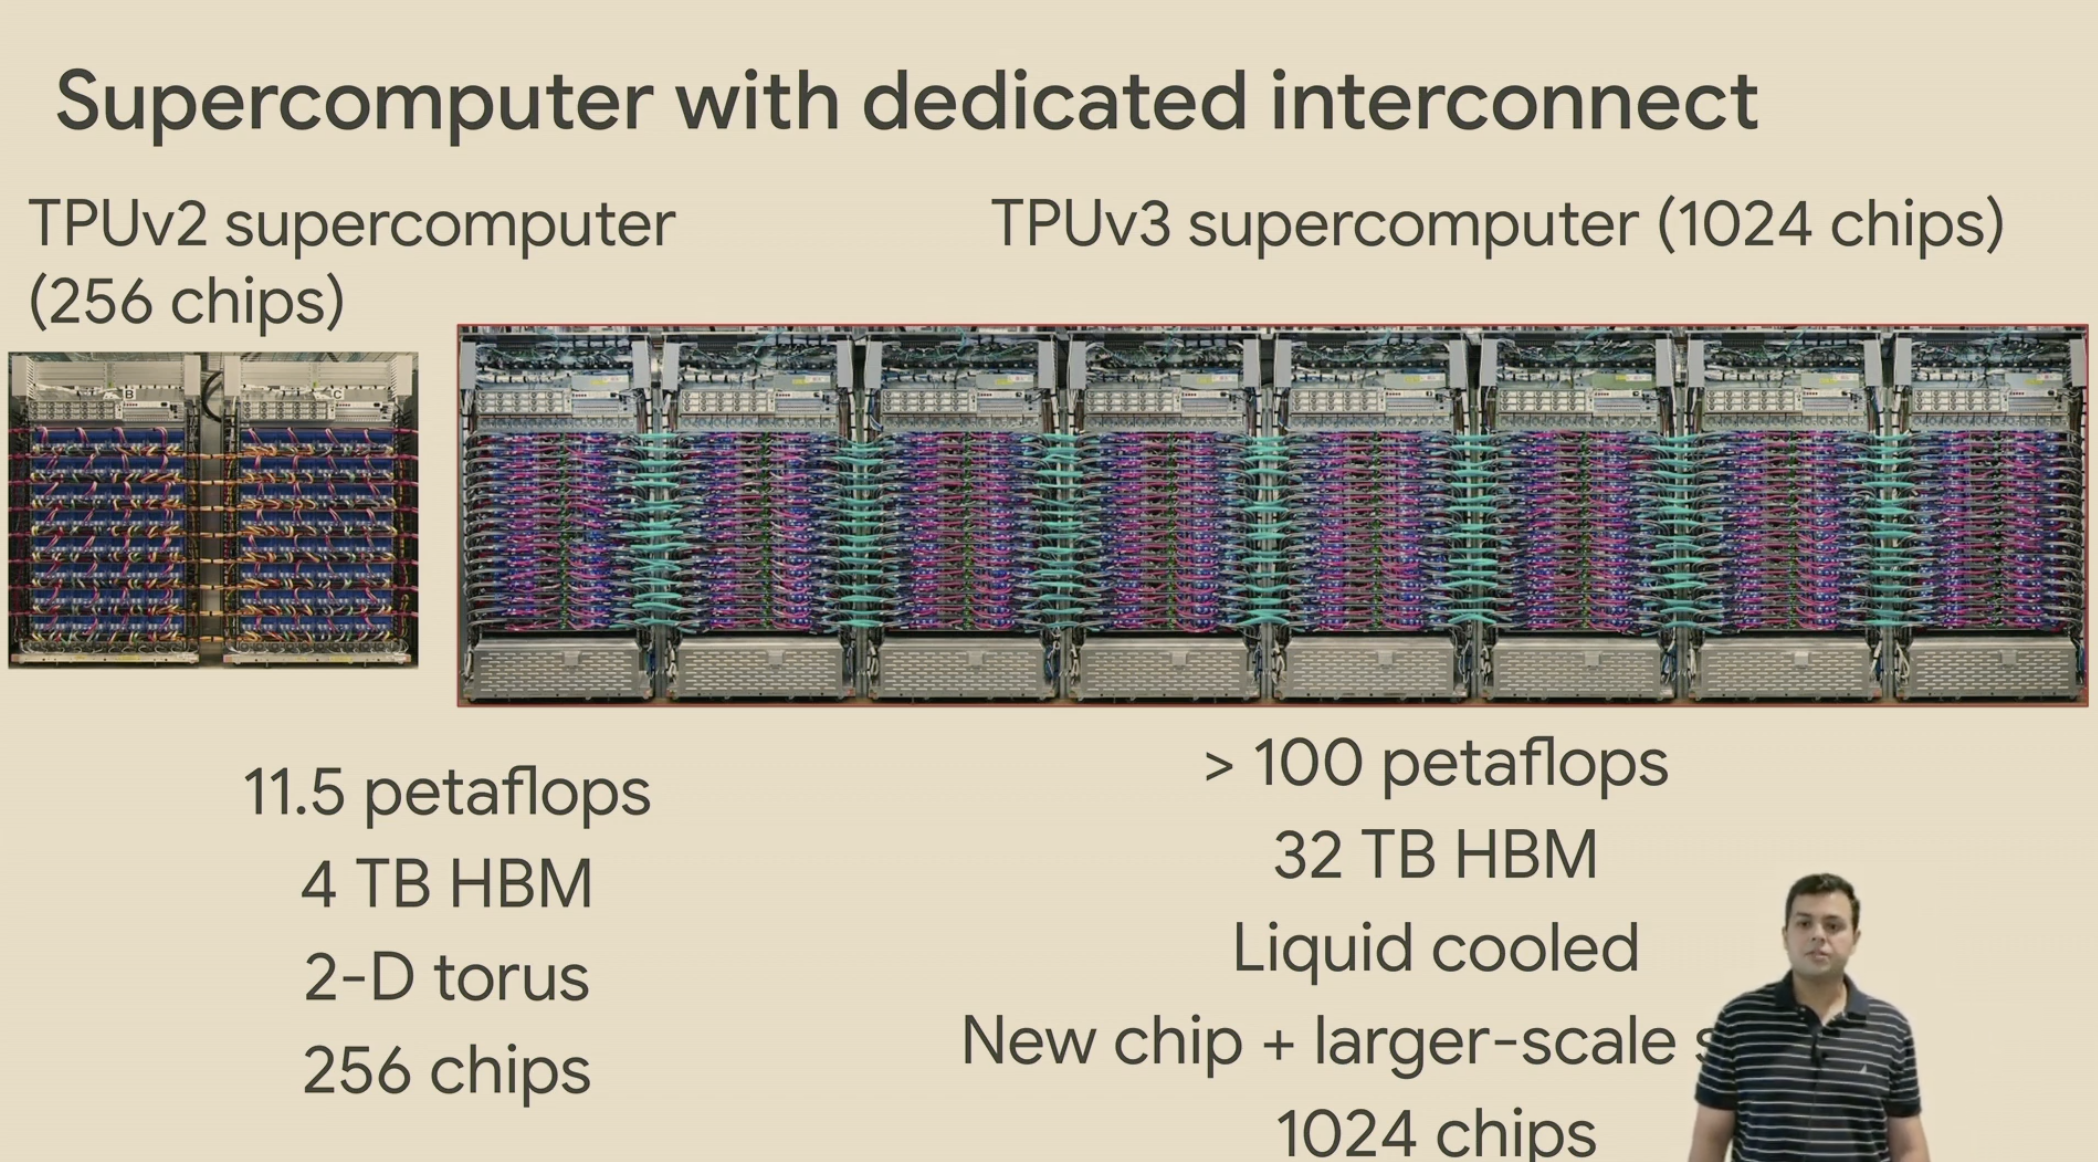 Supercomputer with dedicated interconnect
TPUv2 supercomputer
(256 chips)
TPUv3 supercomputer (1024 chips)
B
C
11.5 petaflops
4 TB HBM
2-D torus
256 chips
> 100 petaflops
32 TB HBM
Liquid cooled
New chip + larger-scale
1024 chips